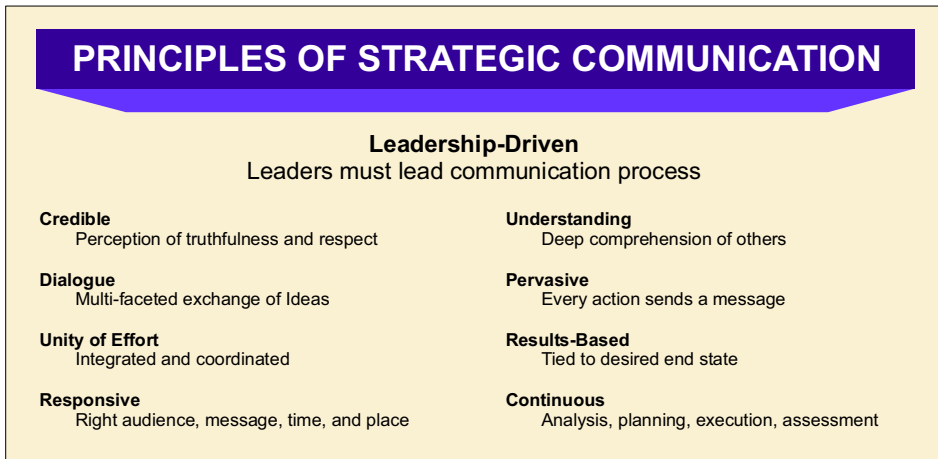 PRINCIPLES OF STRATEGIC COMMUNICATION
Leadership-Driven
Leaders must lead communication process
Credible
Perception of truthfulness and respect
Dialogue
Multi-faceted exchange of Ideas
Unity of Effort
Integrated and coordinated
Responsive
Right audience, message, time, and place
Understanding
Deep comprehension of others
Pervasive
Every action sends a message
Results-Based
Tied to desired end state
Continuous
Analysis, planning, execution, assessment